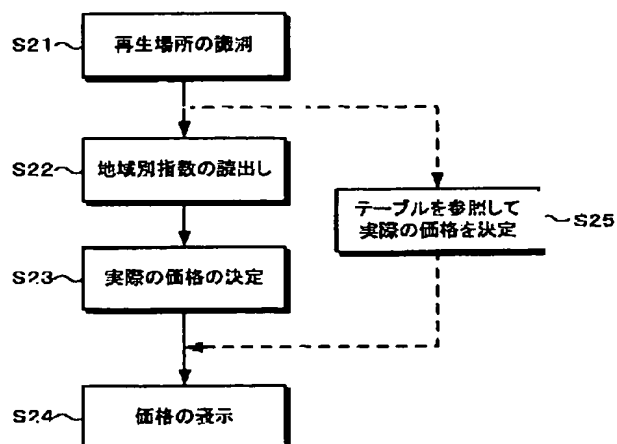 S21
再生場所の識別
S22
地域別指数の読出し
テーブルを参照して
実際の価格を決定
S25
S23
実際の価格の決定
S24
価格の表示